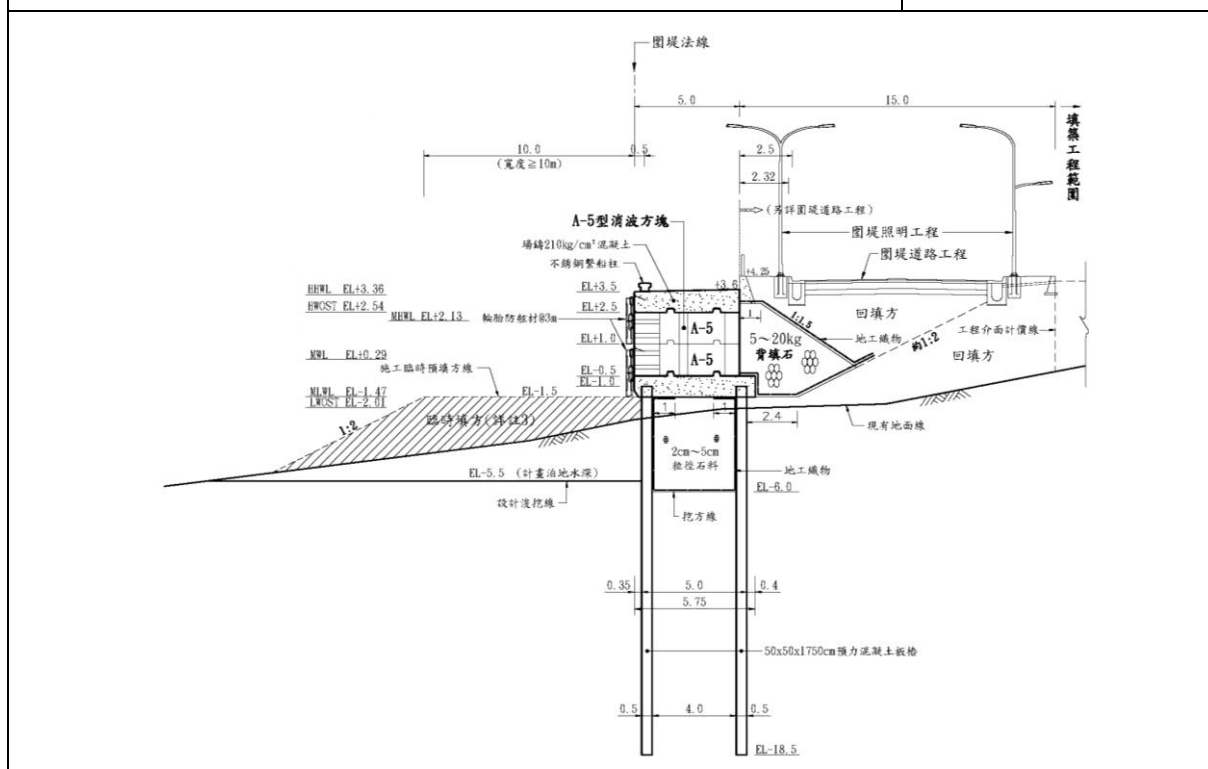 圍堤法線
5.0
15.0
填築工程範圍
10.0
(寬度≧10m)
0.5
2.5
2.32
(另詳圍堤道路工程)
A-5型消波方塊
場鑄210kg/cm²混凝土
不銹鋼繫船柱
圍堤照明工程
圍堤道路工程
+4.25
HHWL EL+3.36
EL+3.5
+3.6
HWOST EL+2.54
EL+2.5
MHWL EL+2.13
輪胎防舷材@3m
A-5
1
1:1.5
回填方
5~20kg
背填石
地工織物
約1:2
工程介面計價線
EL+1.0
回填方
MWL EL+0.29
A-5
施工臨時預填方線
EL-0.5
EL-1.0
MLWL EL-1.47
EL-1.5
LWOST EL-2.01
1:2
臨時填方(詳註3)
1
1
2.4
現有地面線
2cm~5cm
粒徑石料
地工織物
EL-5.5 (計畫泊地水深)
EL-6.0
設計浚挖線
挖方線
0.35
5.0
0.4
5.75
50x50x1750cm預力混凝土板樁
0.5
4.0
0.5
EL-18.5